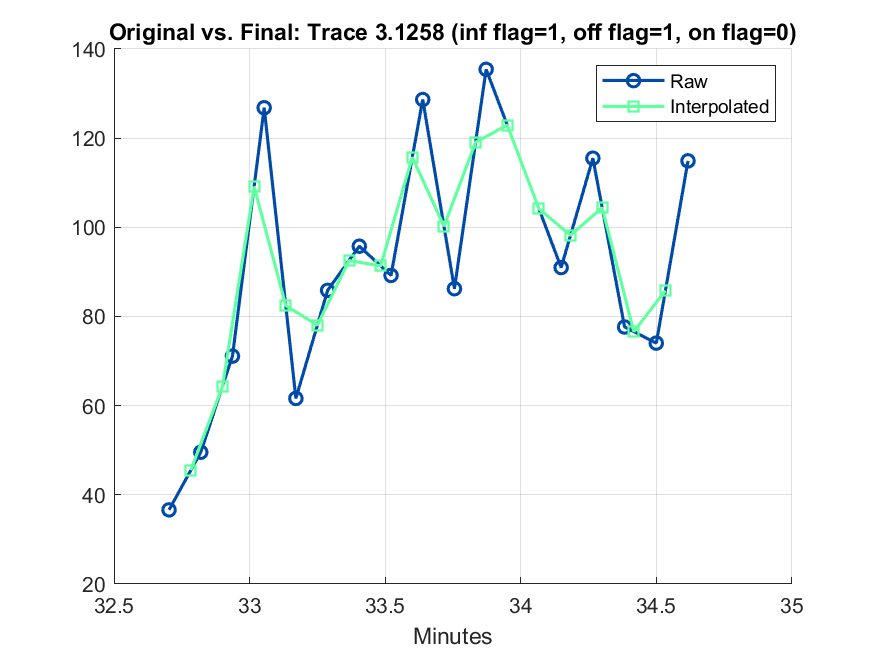 Original vs. Final: Trace 3.1258 (inf flag=1, off flag=1, on flag=0)
140
120
100
80
60
40
20
Raw
Interpolated
32.5 33 33.5 34 34.5 35
Minutes